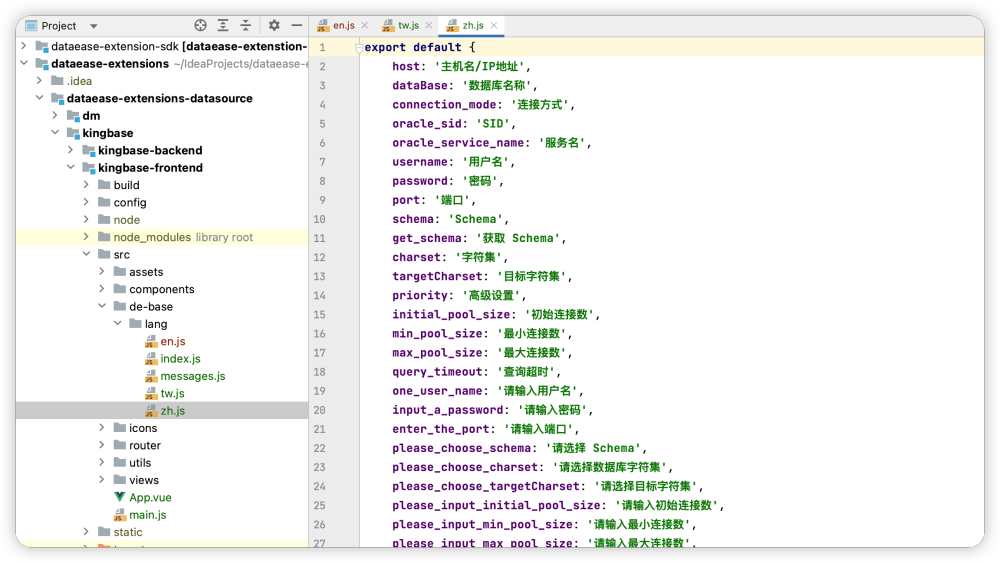 Project
en.js
tw.js
zh.js
dataease-extension-sdk [dataease-extenstion-
dataease-extensions ~/IdeaProjects/dataease-e
.idea
dataease-extensions-datasource
dm
kingbase
kingbase-backend
kingbase-frontend
build
config
node
node_modules library root
src
assets
components
de-base
lang
en.js
index.js
messages.js
tw.js
zh.js
icons
router
utils
views
App.vue
main.js
static
1 export default {
2 host: '主机名/IP地址',
3 dataBase: '数据库名称',
4 connection_mode: '连接方式',
5 oracle_sid: 'SID',
6 oracle_service_name: '服务名',
7 username: '用户名',
8 password: '密码',
9 port: '端口',
10 schema: 'Schema',
11 get_schema: '获取 Schema',
12 charset: '字符集',
13 targetCharset: '目标字符集',
14 priority: '高级设置',
15 initial_pool_size: '初始连接数',
16 min_pool_size: '最小连接数',
17 max_pool_size: '最大连接数',
18 query_timeout: '查询超时',
19 one_user_name: '请输入用户名',
20 input_a_password: '请输入密码',
21 enter_the_port: '请输入端口',
22 please_choose_schema: '请选择 Schema',
23 please_choose_charset: '请选择数据库字符集',
24 please_choose_targetCharset: '请选择目标字符集',
25 please_input_initial_pool_size: '请输入初始连接数',
26 please_input_min_pool_size: '请输入最小连接数',
27 please_input_max_pool_size: '请输入最大连接数',